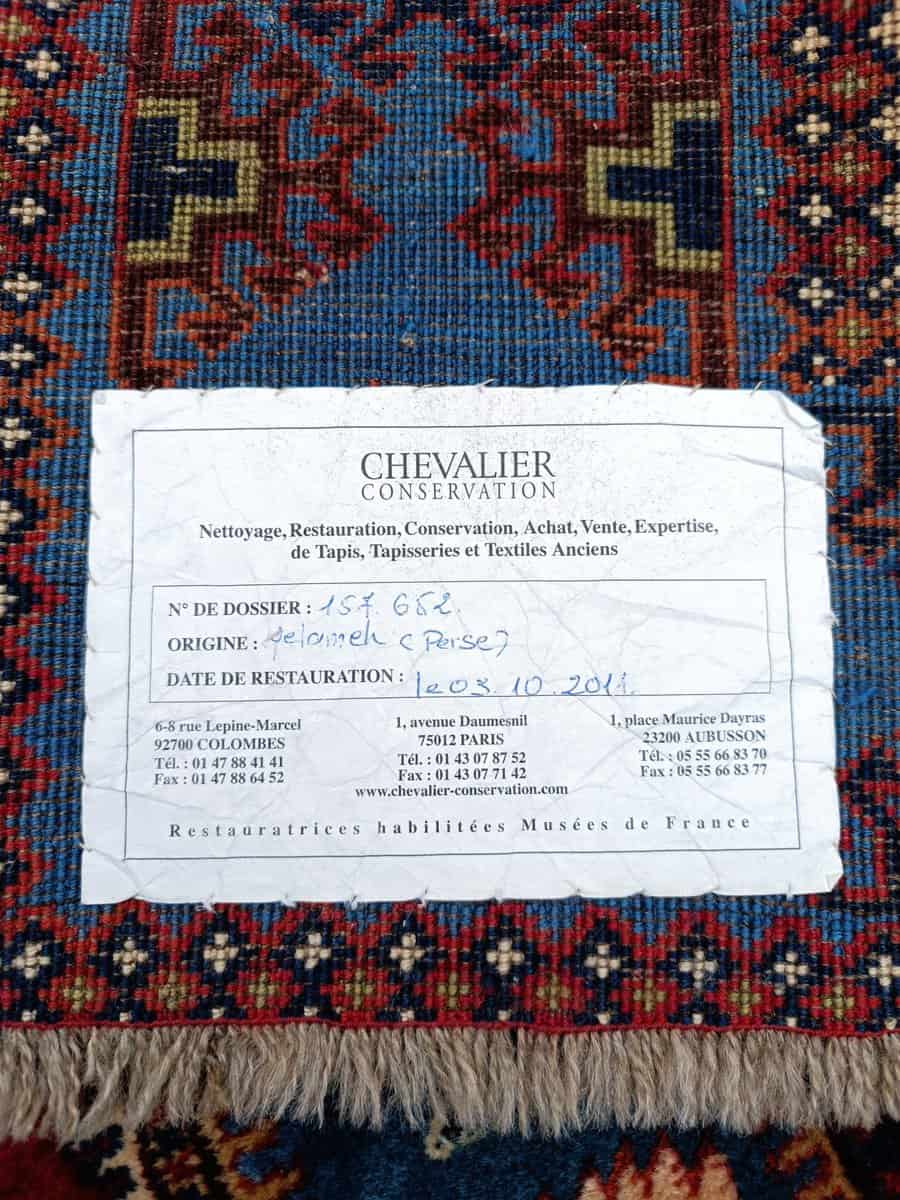 CHEVALIER
CONSERVATION
Nettoyage, Restauration, Conservation, Achat, Vente, Expertise,
de Tapis, Tapisseries et Textiles Anciens
N° DE DOSSIER : 157.652.
ORIGINE : Yelameh (Perse)
DATE DE RESTAURATION : le 03.10.2011.
6-8 rue Lepine-Marcel
92700 COLOMBES
Tél. : 01 47 88 41 41
Fax : 01 47 88 64 52
1, avenue Daumesnil
75012 PARIS
Tél. : 01 43 07 87 52
Fax : 01 43 07 71 42
1, place Maurice Dayras
23200 AUBUSSON
Tél. : 05 55 66 83 70
Fax : 05 55 66 83 77
www.chevalier-conservation.com
Restauratrices habilitées Musées de France